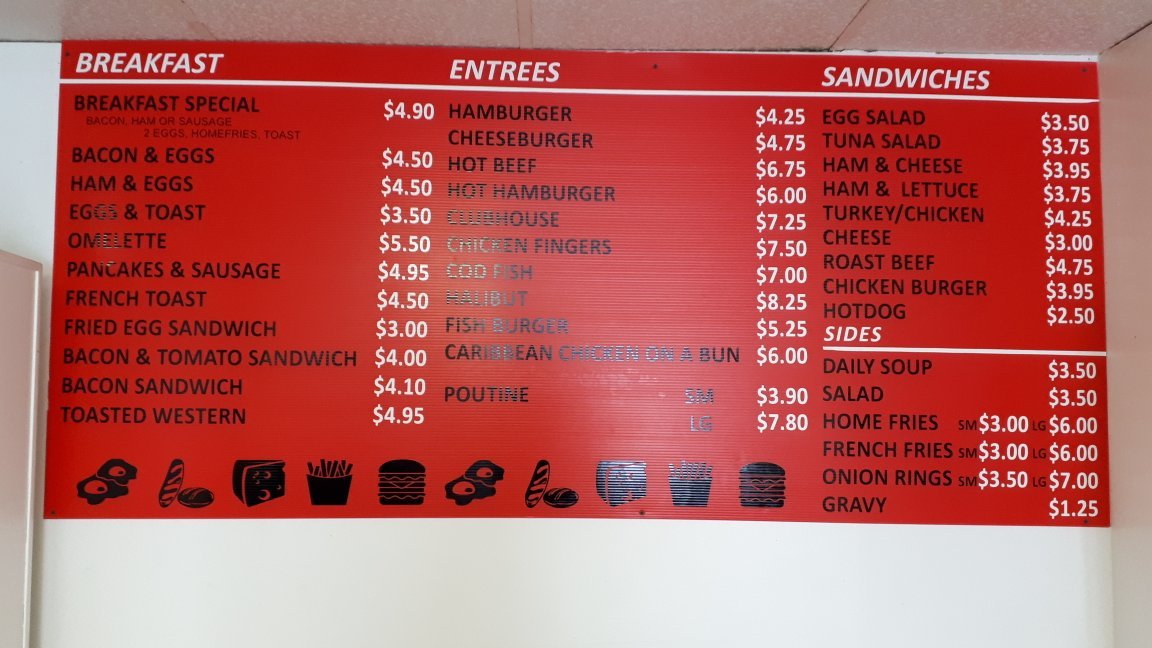 BREAKFAST
BREAKFAST SPECIAL $4.90
BACON, HAM OR SAUSAGE
2 EGGS, HOMEFRIES, TOAST
BACON & EGGS $4.50
HAM & EGGS $4.50
EGGS & TOAST $3.50
OMELETTE $5.50
PANCAKES & SAUSAGE $4.95
FRENCH TOAST $4.50
FRIED EGG SANDWICH $3.00
BACON & TOMATO SANDWICH $4.00
BACON SANDWICH $4.10
TOASTED WESTERN $4.95
ENTREES
HAMBURGER $4.25
CHEESEBURGER $4.75
HOT BEEF $6.75
HOT HAMBURGER $6.00
CLUBHOUSE $7.25
CHICKEN FINGERS $7.50
COD FISH $7.00
HALIBUT $8.25
FISH BURGER $5.25
CARIBBEAN CHICKEN ON A BUN $6.00
POUTINE SM $3.90
LG $7.80
SANDWICHES
EGG SALAD $3.50
TUNA SALAD $3.75
HAM & CHEESE $3.95
HAM & LETTUCE $3.75
TURKEY/CHICKEN $4.25
CHEESE $3.00
ROAST BEEF $4.75
CHICKEN BURGER $3.95
HOTDOG $2.50
SIDES
DAILY SOUP $3.50
SALAD $3.50
HOME FRIES SM $3.00 LG $6.00
FRENCH FRIES SM $3.00 LG $6.00
ONION RINGS SM $3.50 LG $7.00
GRAVY $1.25